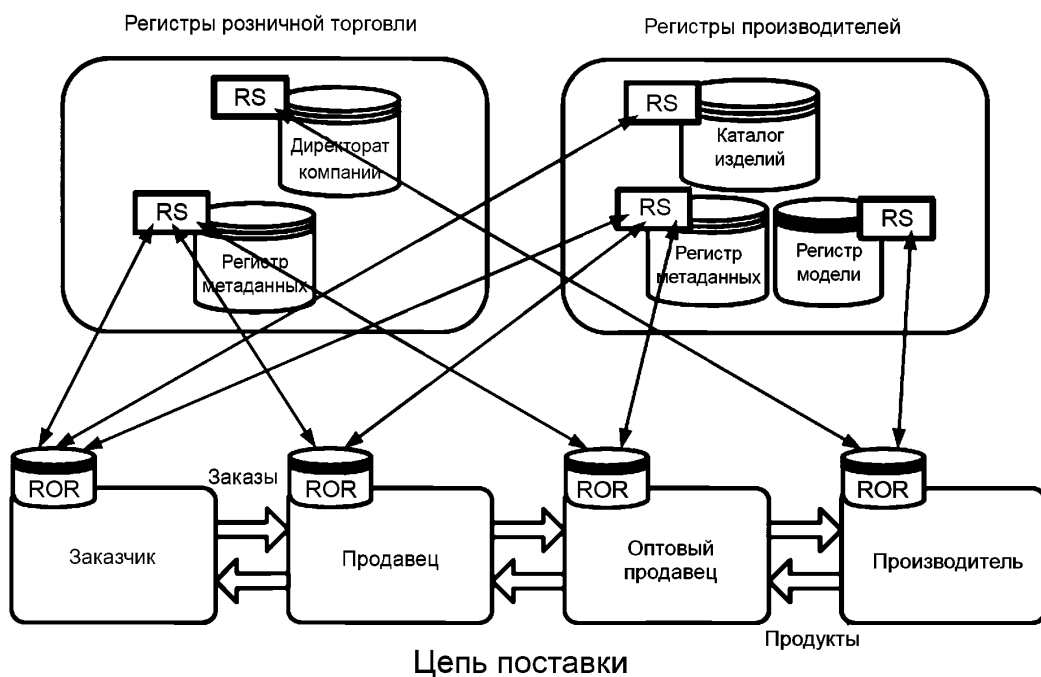 Регистры розничной торговли
Регистры производителей
RS
Директорат
компаний
RS
Регистр
метаданных
RS
Каталог
изделий
RS
Регистр
метаданных
Регистр
модели
RS
ROR
Заказчик
Заказы
ROR
Продавец
ROR
Оптовый
продавец
ROR
Производитель
Продукты
Цепь поставки